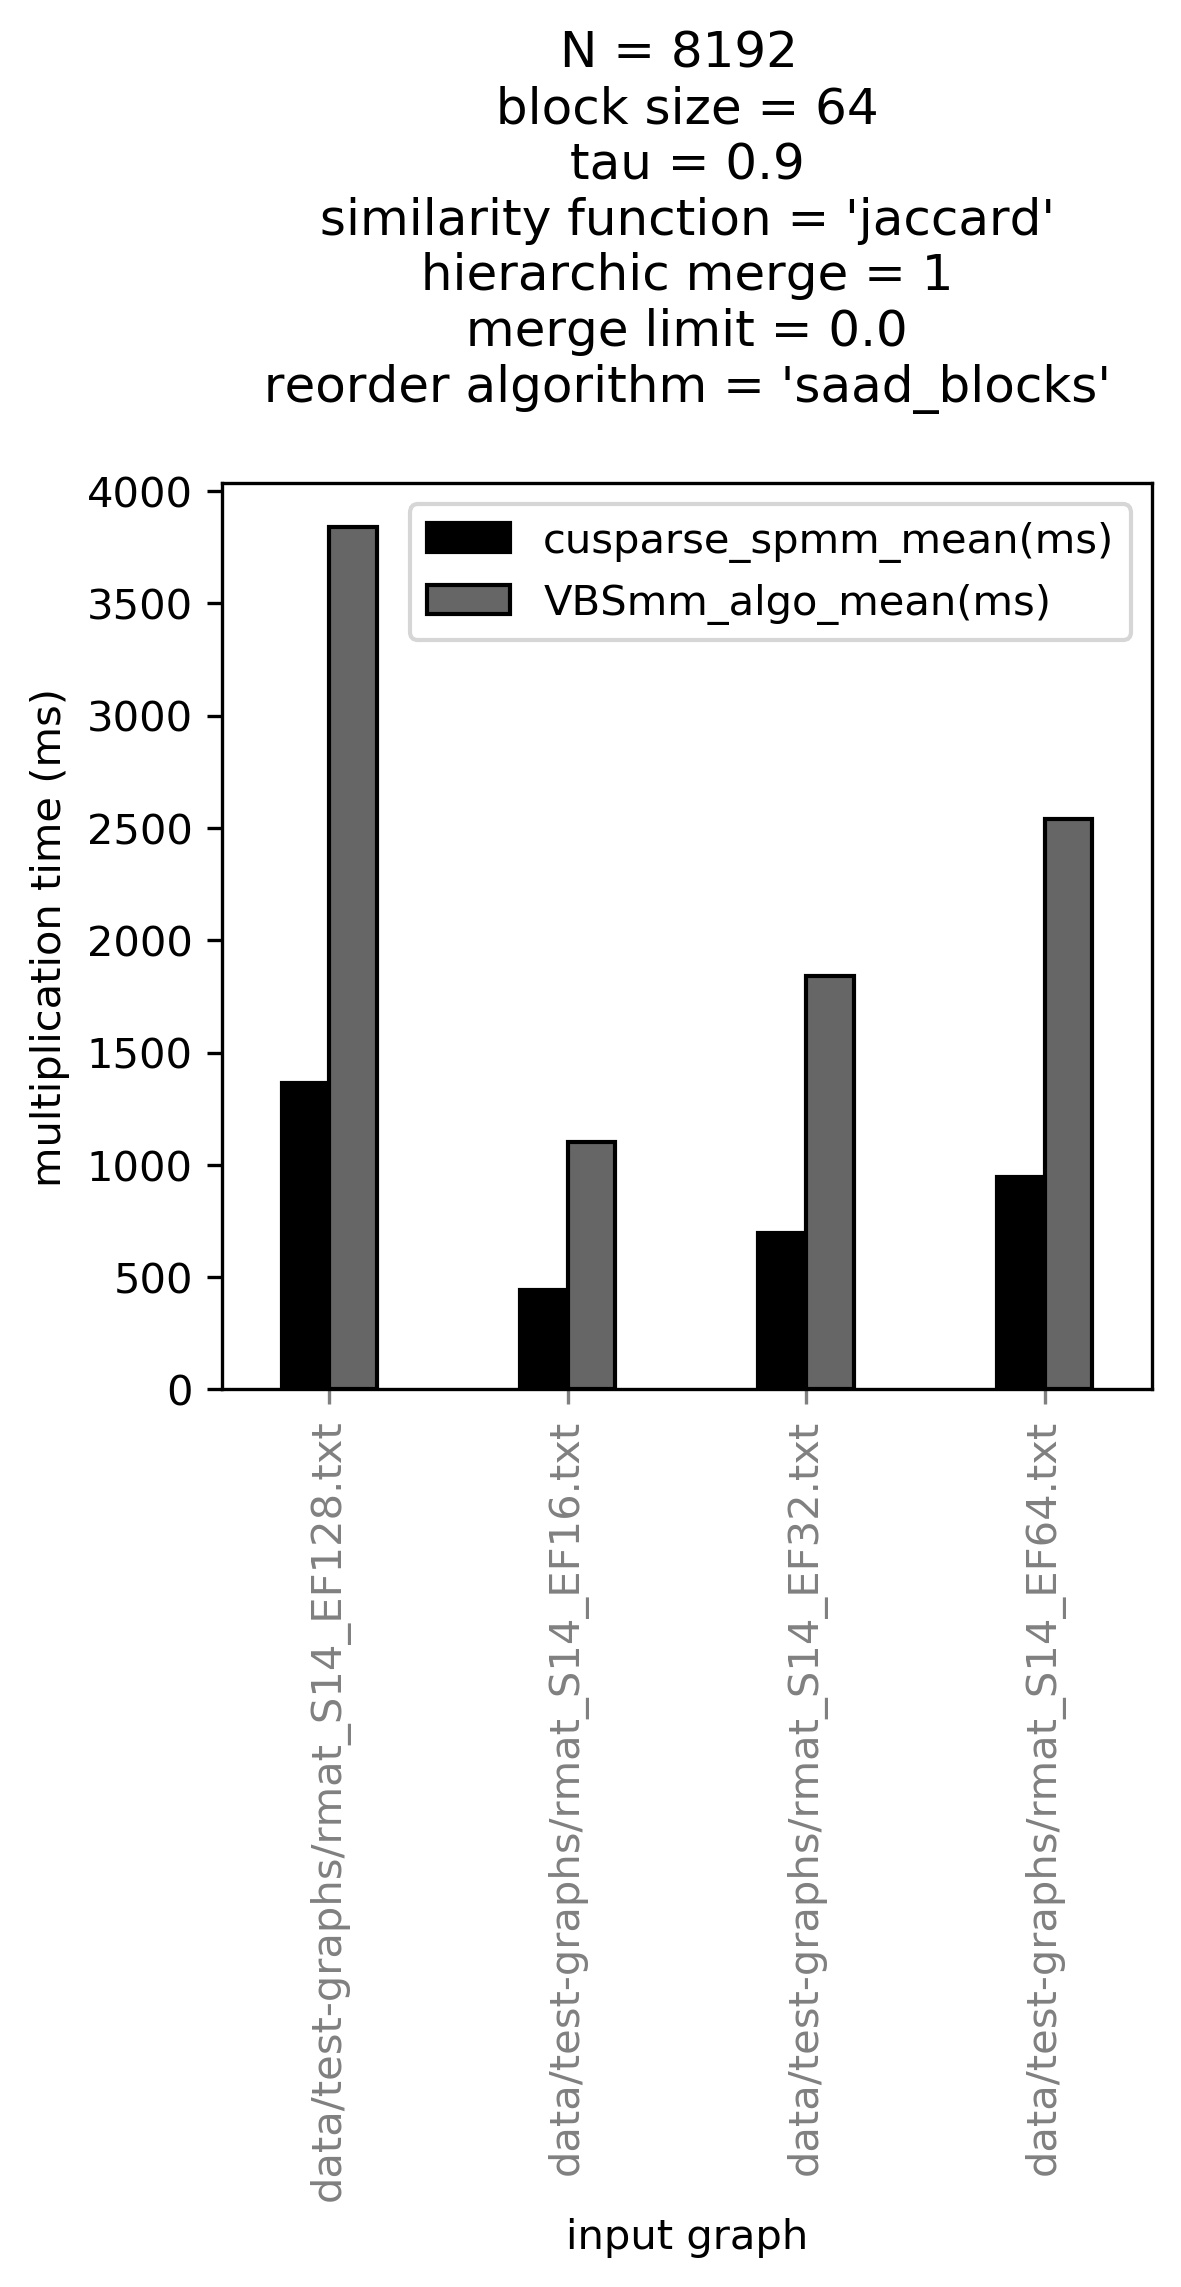 N = 8192
block size = 64
tau = 0.9
similarity function = 'jaccard'
hierarchic merge = 1
merge limit = 0.0
reorder algorithm = 'saad_blocks'
cusparse_spmm_mean(ms)
VBSmm_algo_mean(ms)
multiplication time (ms)
4000
3500
3000
2500
2000
1500
1000
500
0
data/test-graphs/rmat_S14_EF128.txt
data/test-graphs/rmat_S14_EF16.txt
data/test-graphs/rmat_S14_EF32.txt
data/test-graphs/rmat_S14_EF64.txt
input graph